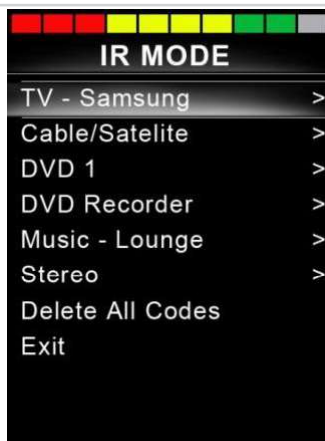 IR MODE
TV - Samsung >
Cable/Satelite >
DVD 1 >
DVD Recorder >
Music - Lounge >
Stereo >
Delete All Codes
Exit